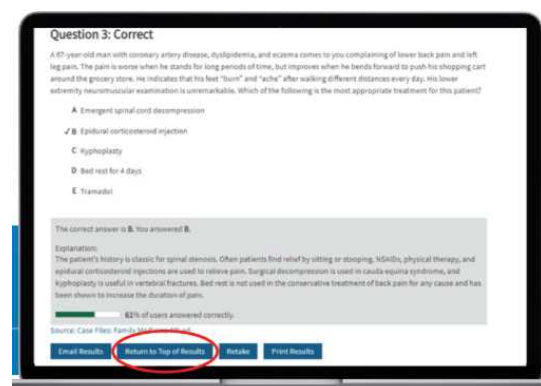 Question 3: Correct
A 67-year-old man with coronary artery disease, dyslipidemia, and eczema comes to you complaining of lower back pain and left
leg pain. The pain is worse when he stands for long periods of time, but improves when he bends forward to push his shopping cart
around the grocery store. He indicates that his feet "burn" and "ache" after walking different distances every day. His lower
extremity neuromuscular examination is unremarkable. Which of the following is the most appropriate treatment for this patient?
A Emergent spinal cord decompression
✓ B Epidural corticosteroid injection
C Kyphoplasty
D Bed rest for 4 days
E Tramadol
The correct answer is B. You answered B.
Explanation:
The patient's history is classic for spinal stenosis. Often patients find relief by sitting or stooping. NSAIDs, physical therapy, and
epidural corticosteroid injections are used to relieve pain. Surgical decompression is used in cauda equina syndrome, and
kyphoplasty is useful in vertebral fractures. Bed rest is not used in the conservative treatment of back pain for any cause and has
been shown to increase the duration of pain.
61% of users answered correctly.
Source: Case Files: Family Medicine
Email Results Return to Top of Results Retake Print Results